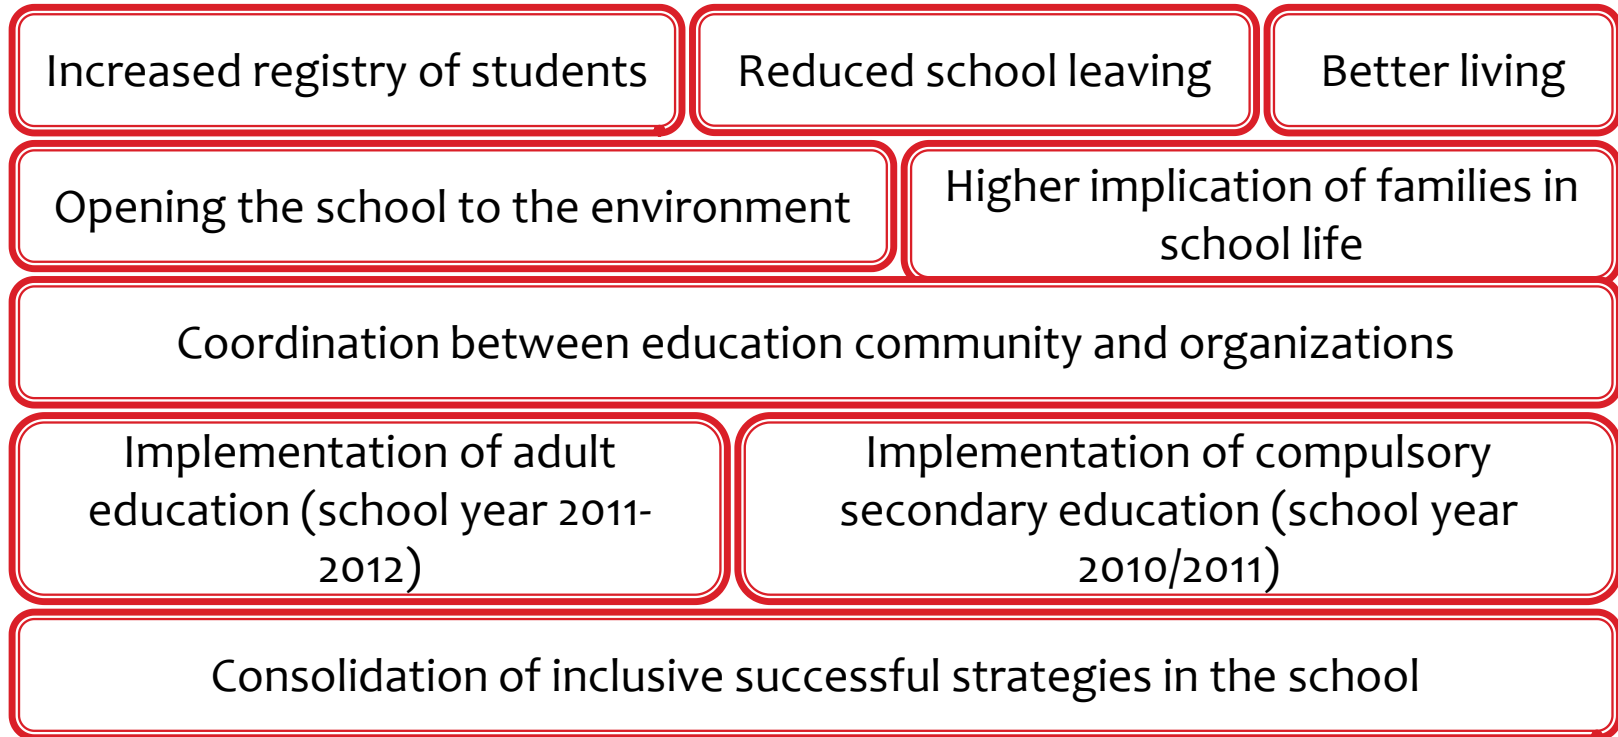 Increased registry of students
Reduced school leaving
Better living
Opening the school to the environment
Higher implication of families in
school life
Coordination between education community and organizations
Implementation of adult
education (school year 2011-
2012)
Implementation of compulsory
secondary education (school year
2010/2011)
Consolidation of inclusive successful strategies in the school